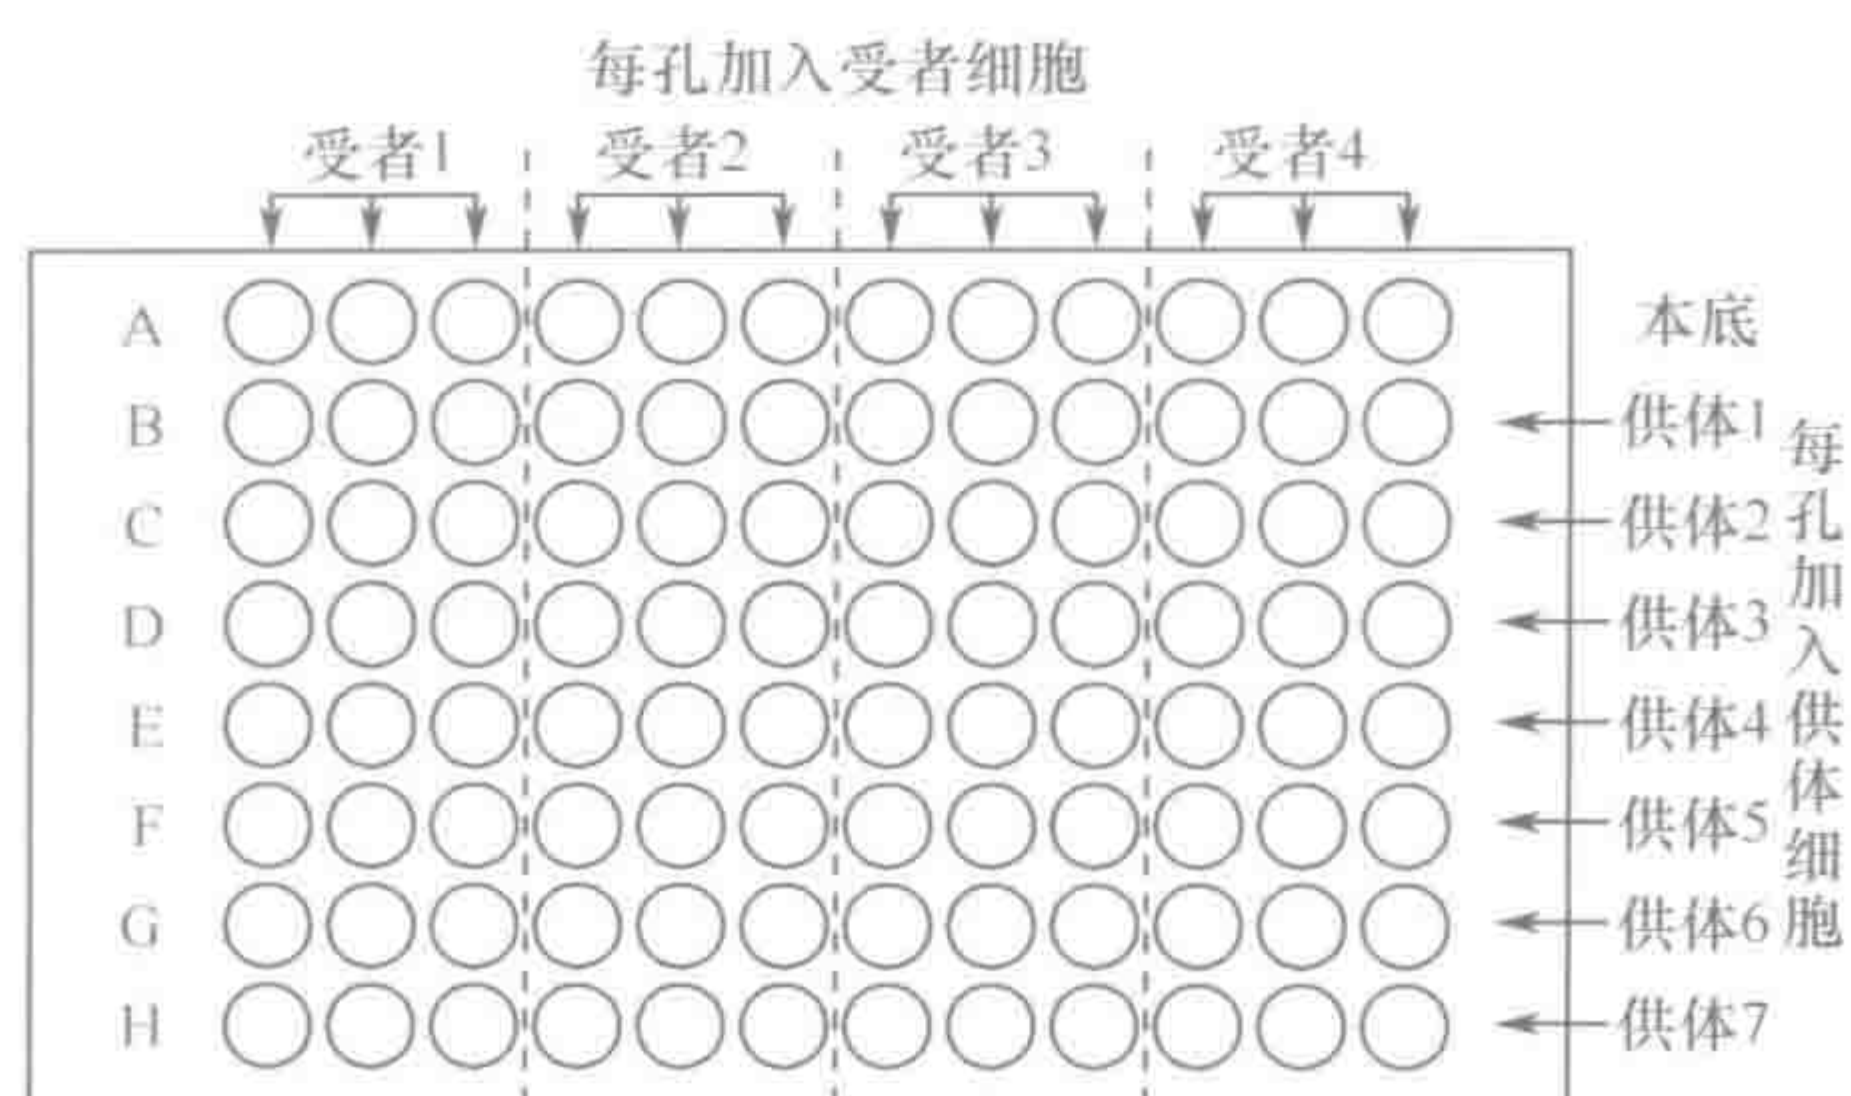 每孔加入受者细胞
受者1 受者2 受者3 受者4
A 本底
B 供体1
C 供体2
D 供体3
E 供体4
F 供体5
G 供体6
H 供体7
每孔加入供体细胞